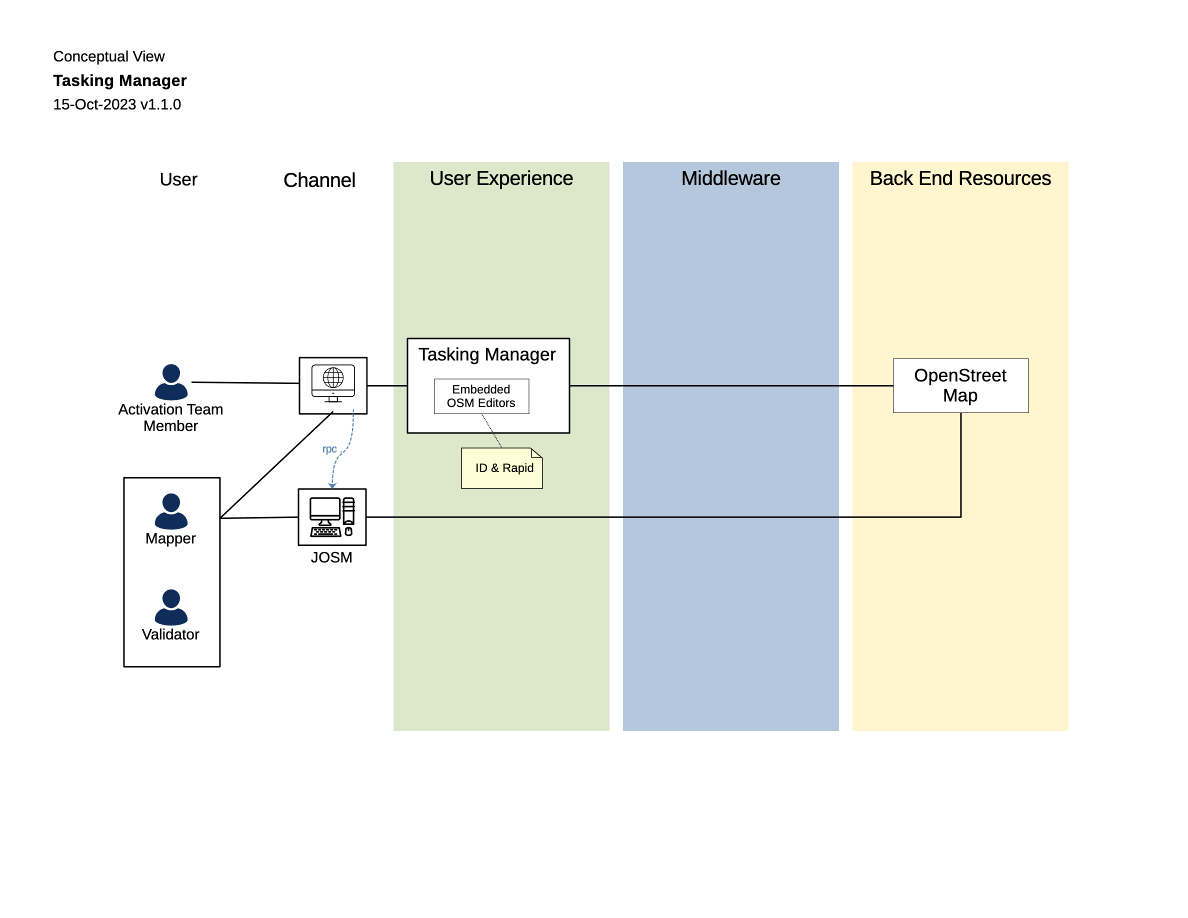 Conceptual View
Tasking Manager
15-Oct-2023 v1.1.0
User
Channel
User Experience
Middleware
Back End Resources
Tasking Manager
Embedded
OSM Editors
OpenStreet
Map
Activation Team
Member
rpc
ID & Rapid
Mapper
JOSM
Validator